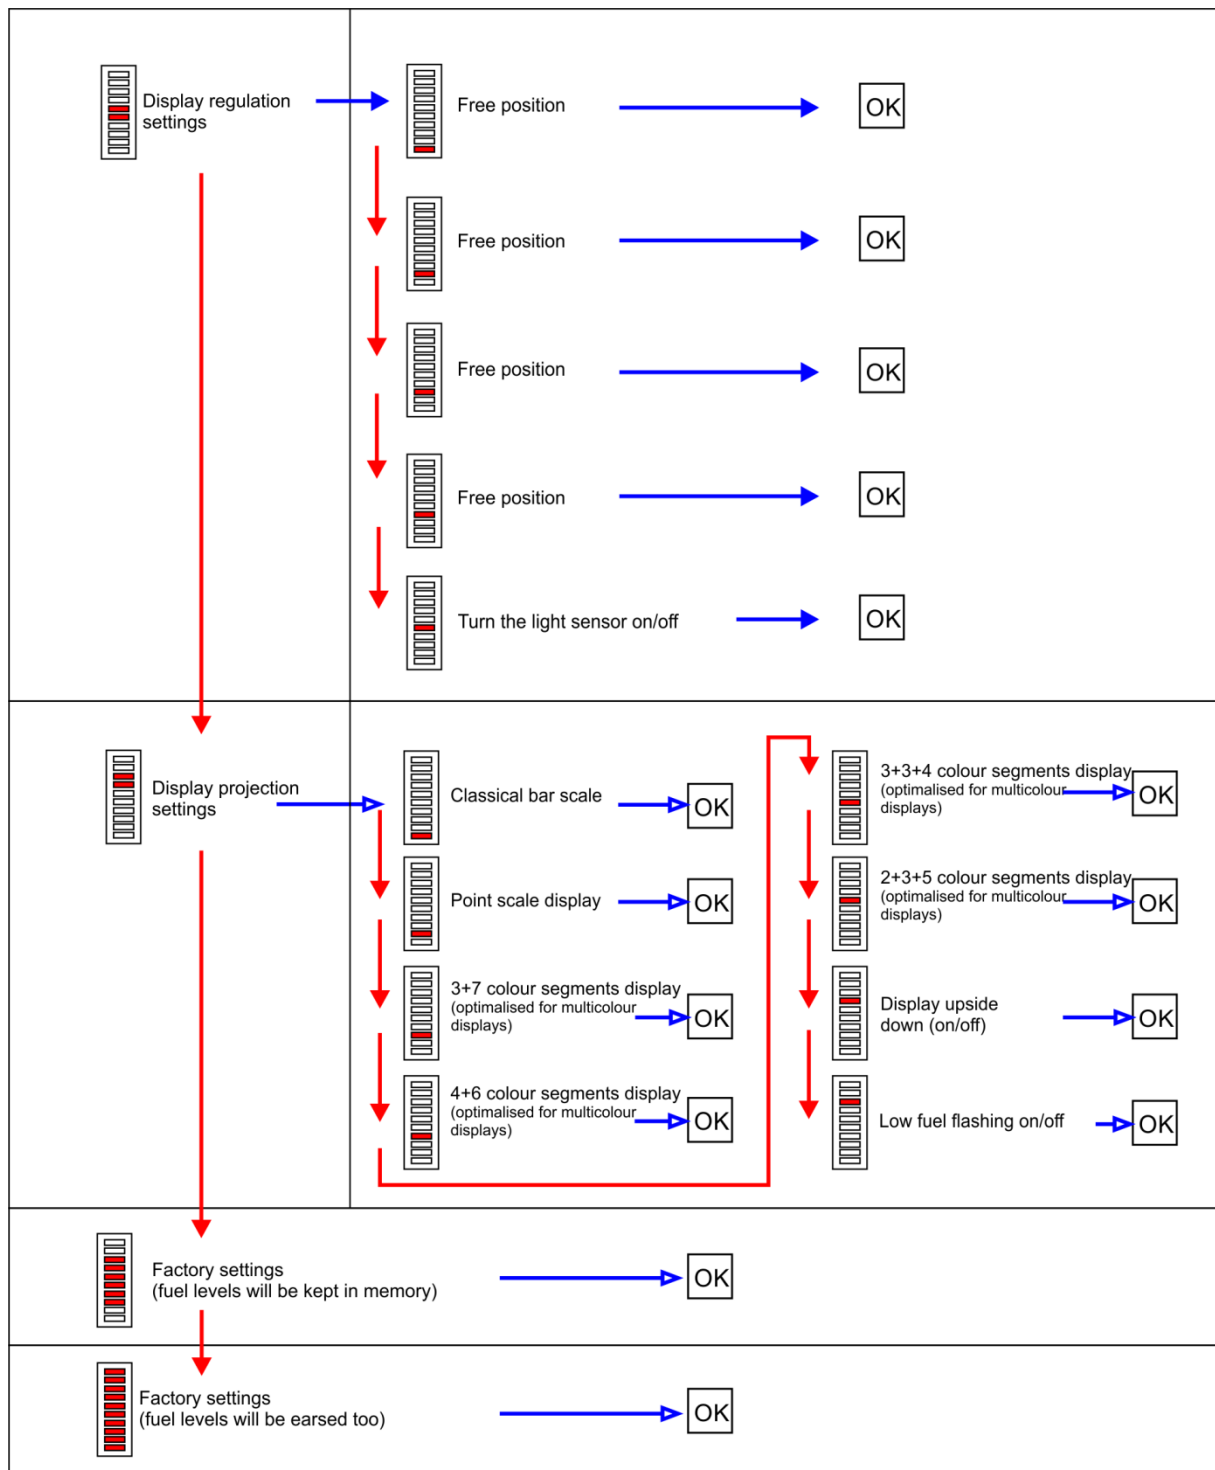 Display regulation
settings
Free position
OK
Free position
OK
Free position
OK
Free position
OK
Turn the light sensor on/off
OK
Display projection
settings
Classical bar scale
OK
Point scale display
OK
3+7 colour segments display
(optimalised for multicolour
displays)
OK
4+6 colour segments display
(optimalised for multicolour
displays)
OK
3+3+4 colour segments display
(optimalised for multicolour
displays)
OK
2+3+5 colour segments display
(optimalised for multicolour
displays)
OK
Display upside
down (on/off)
OK
Low fuel flashing on/off
OK
Factory settings
(fuel levels will be kept in memory)
OK
Factory settings
(fuel levels will be earsed too)
OK